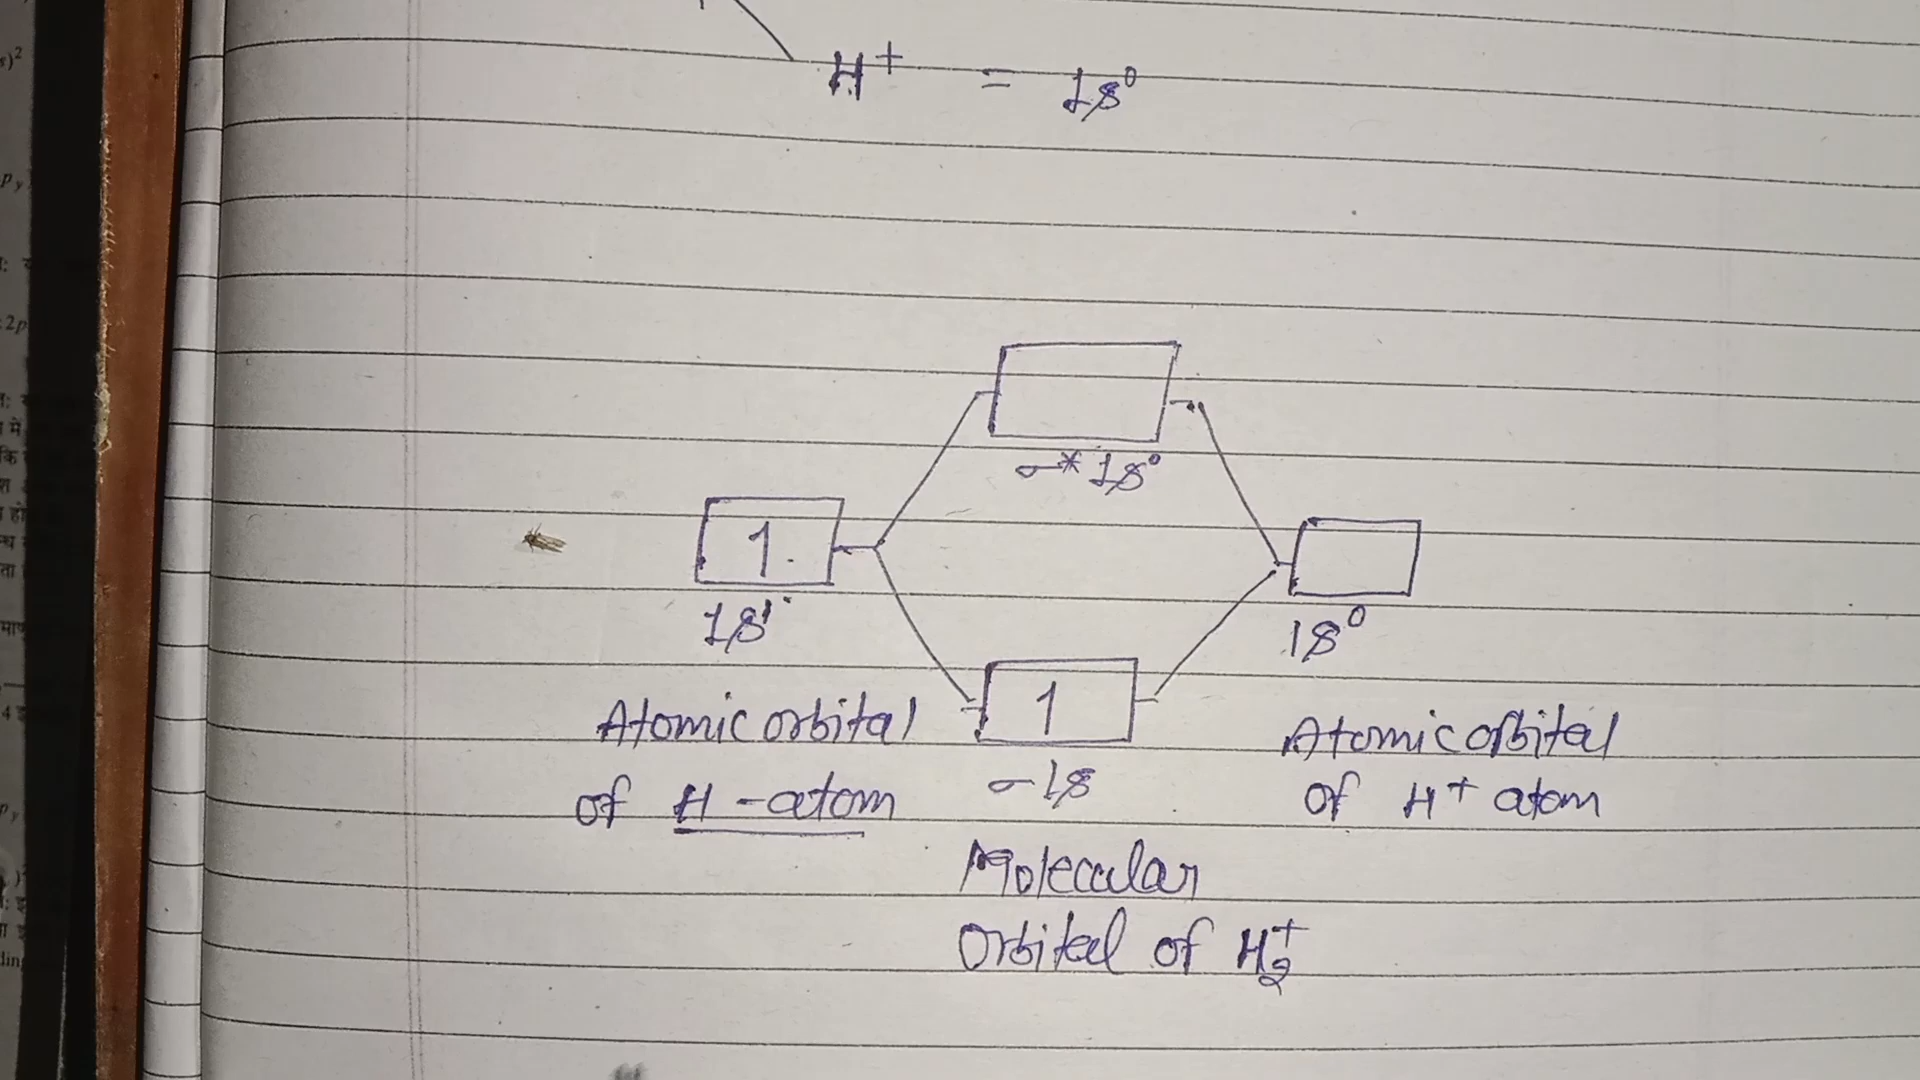 H⁺ = 1s⁰
σ* 1s⁰
1
1s¹
1s⁰
1
σ1s
Atomic orbital
of H-atom
Atomic orbital
of H⁺ atom
Molecular
Orbital of H₂⁺